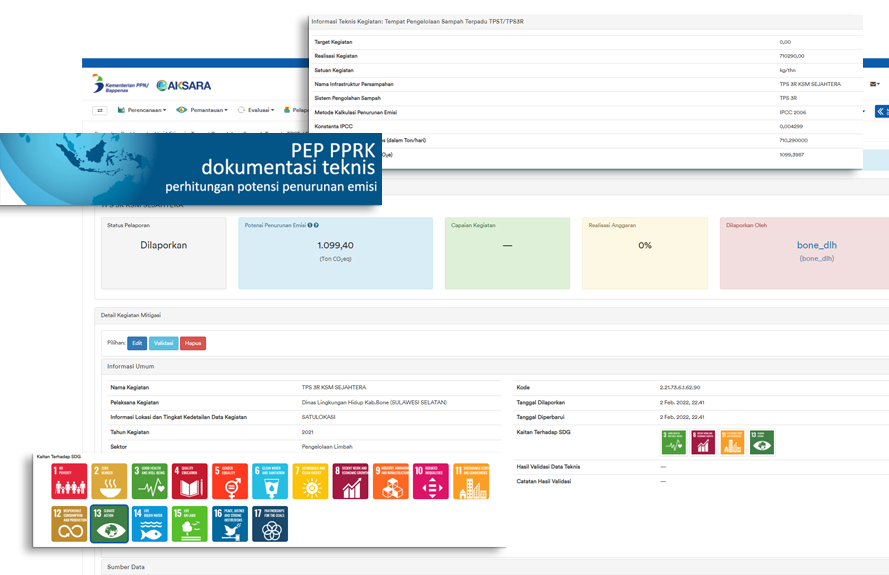 Informasi Teknis Kegiatan: Tempat Pengelolaan Sampah Terpadu TPST/TPS3R
Target Kegiatan 0,00
Realisasi Kegiatan 710290,00
Satuan Kegiatan kg/thn
Nama Infrastruktur Persampahan TPS 3R KSM SEJAHTERA
Sistem Pengolahan Sampah TPS 3R
Metode Kalkulasi Penurunan Emisi IPCC 2006
Konstanta IPCC 0,004299
(dalam Ton/hari) 710,290000
1099,3987
Kementerian PPN/
Bappenas
AKSARA
Perencanaan Pemantauan Evaluasi
PEP PPRK
dokumentasi teknis
perhitungan potensi penurunan emisi
TPS 3R KSM SEJAHTERA
Status Pelaporan
Dilaporkan
Potensi Penurunan Emisi
1.099,40
(Ton CO₂eq)
Capaian Kegiatan
—
Realisasi Anggaran
0%
Dilaporkan Oleh
bone_dlh
(bone_dlh)
Detail Kegiatan Mitigasi
Pilihan: Edit Validasi Hapus
Informasi Umum
Nama Kegiatan TPS 3R KSM SEJAHTERA
Pelaksana Kegiatan Dinas Lingkungan Hidup Kab.Bone (SULAWESI SELATAN)
Informasi Lokasi dan Tingkat Kedetailan Data Kegiatan SATULOKASI
Tahun Kegiatan 2021
Sektor Pengelolaan Limbah
Kode 2.21.73.6.1.62.90
Tanggal Dilaporkan 2 Feb. 2022, 22.41
Tanggal Diperbarui 2 Feb. 2022, 22.41
Kaitan Terhadap SDG
3 8 11 13
Hasil Validasi Data Teknis —
Catatan Hasil Validasi —
Kaitan Terhadap SDG
1 NO POVERTY
2 ZERO HUNGER
3 GOOD HEALTH AND WELL-BEING
4 QUALITY EDUCATION
5 GENDER EQUALITY
6 CLEAN WATER AND SANITATION
7 AFFORDABLE AND CLEAN ENERGY
8 DECENT WORK AND ECONOMIC GROWTH
9 INDUSTRY, INNOVATION AND INFRASTRUCTURE
10 REDUCED INEQUALITIES
11 SUSTAINABLE CITIES AND COMMUNITIES
12 RESPONSIBLE CONSUMPTION AND PRODUCTION
13 CLIMATE ACTION
14 LIFE BELOW WATER
15 LIFE ON LAND
16 PEACE, JUSTICE AND STRONG INSTITUTIONS
17 PARTNERSHIPS FOR THE GOALS
Sumber Data